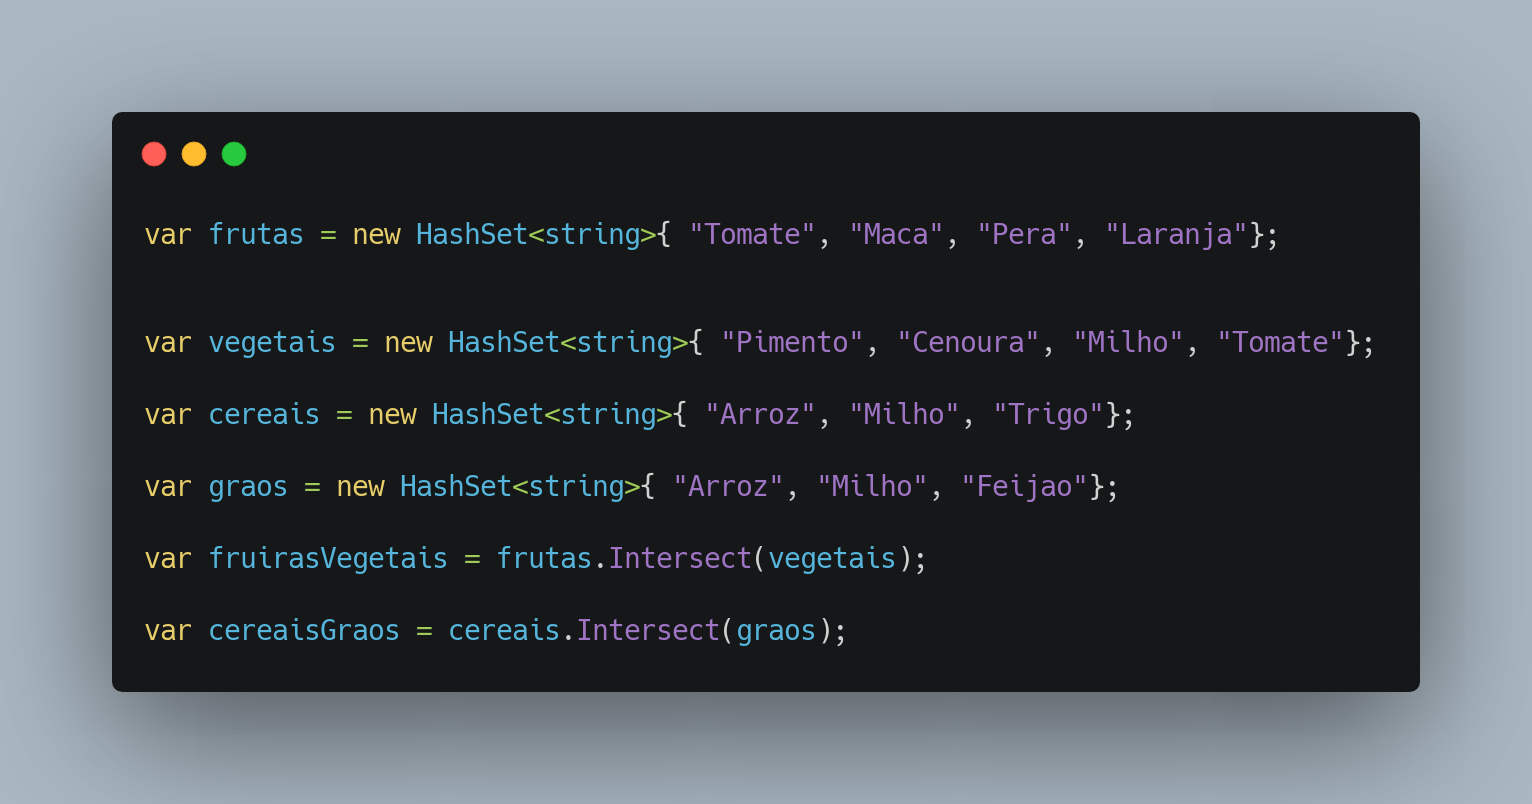 var frutas = new HashSet<string>{ "Tomate", "Maca", "Pera", "Laranja"};
var vegetais = new HashSet<string>{ "Pimento", "Cenoura", "Milho", "Tomate"};
var cereais = new HashSet<string>{ "Arroz", "Milho", "Trigo"};
var graos = new HashSet<string>{ "Arroz", "Milho", "Feijao"};
var fruirasVegetais = frutas.Intersect(vegetais);
var cereaisGraos = cereais.Intersect(graos);